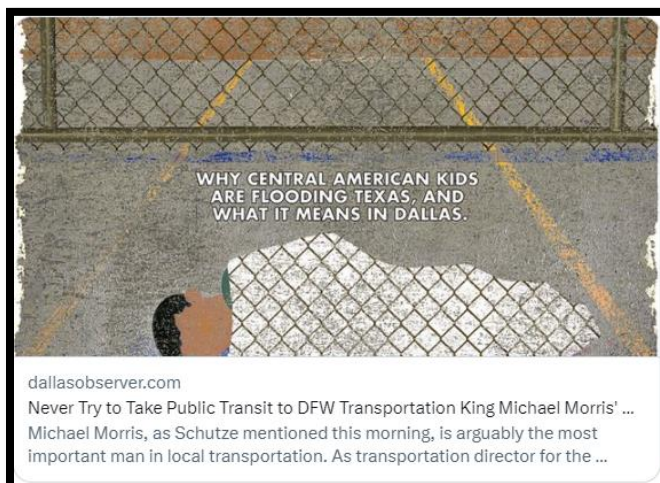 WHY CENTRAL AMERICAN KIDS
ARE FLOODING TEXAS, AND
WHAT IT MEANS IN DALLAS.
dallasobserver.com
Never Try to Take Public Transit to DFW Transportation King Michael Morris' ...
Michael Morris, as Schutze mentioned this morning, is arguably the most
important man in local transportation. As transportation director for the ...